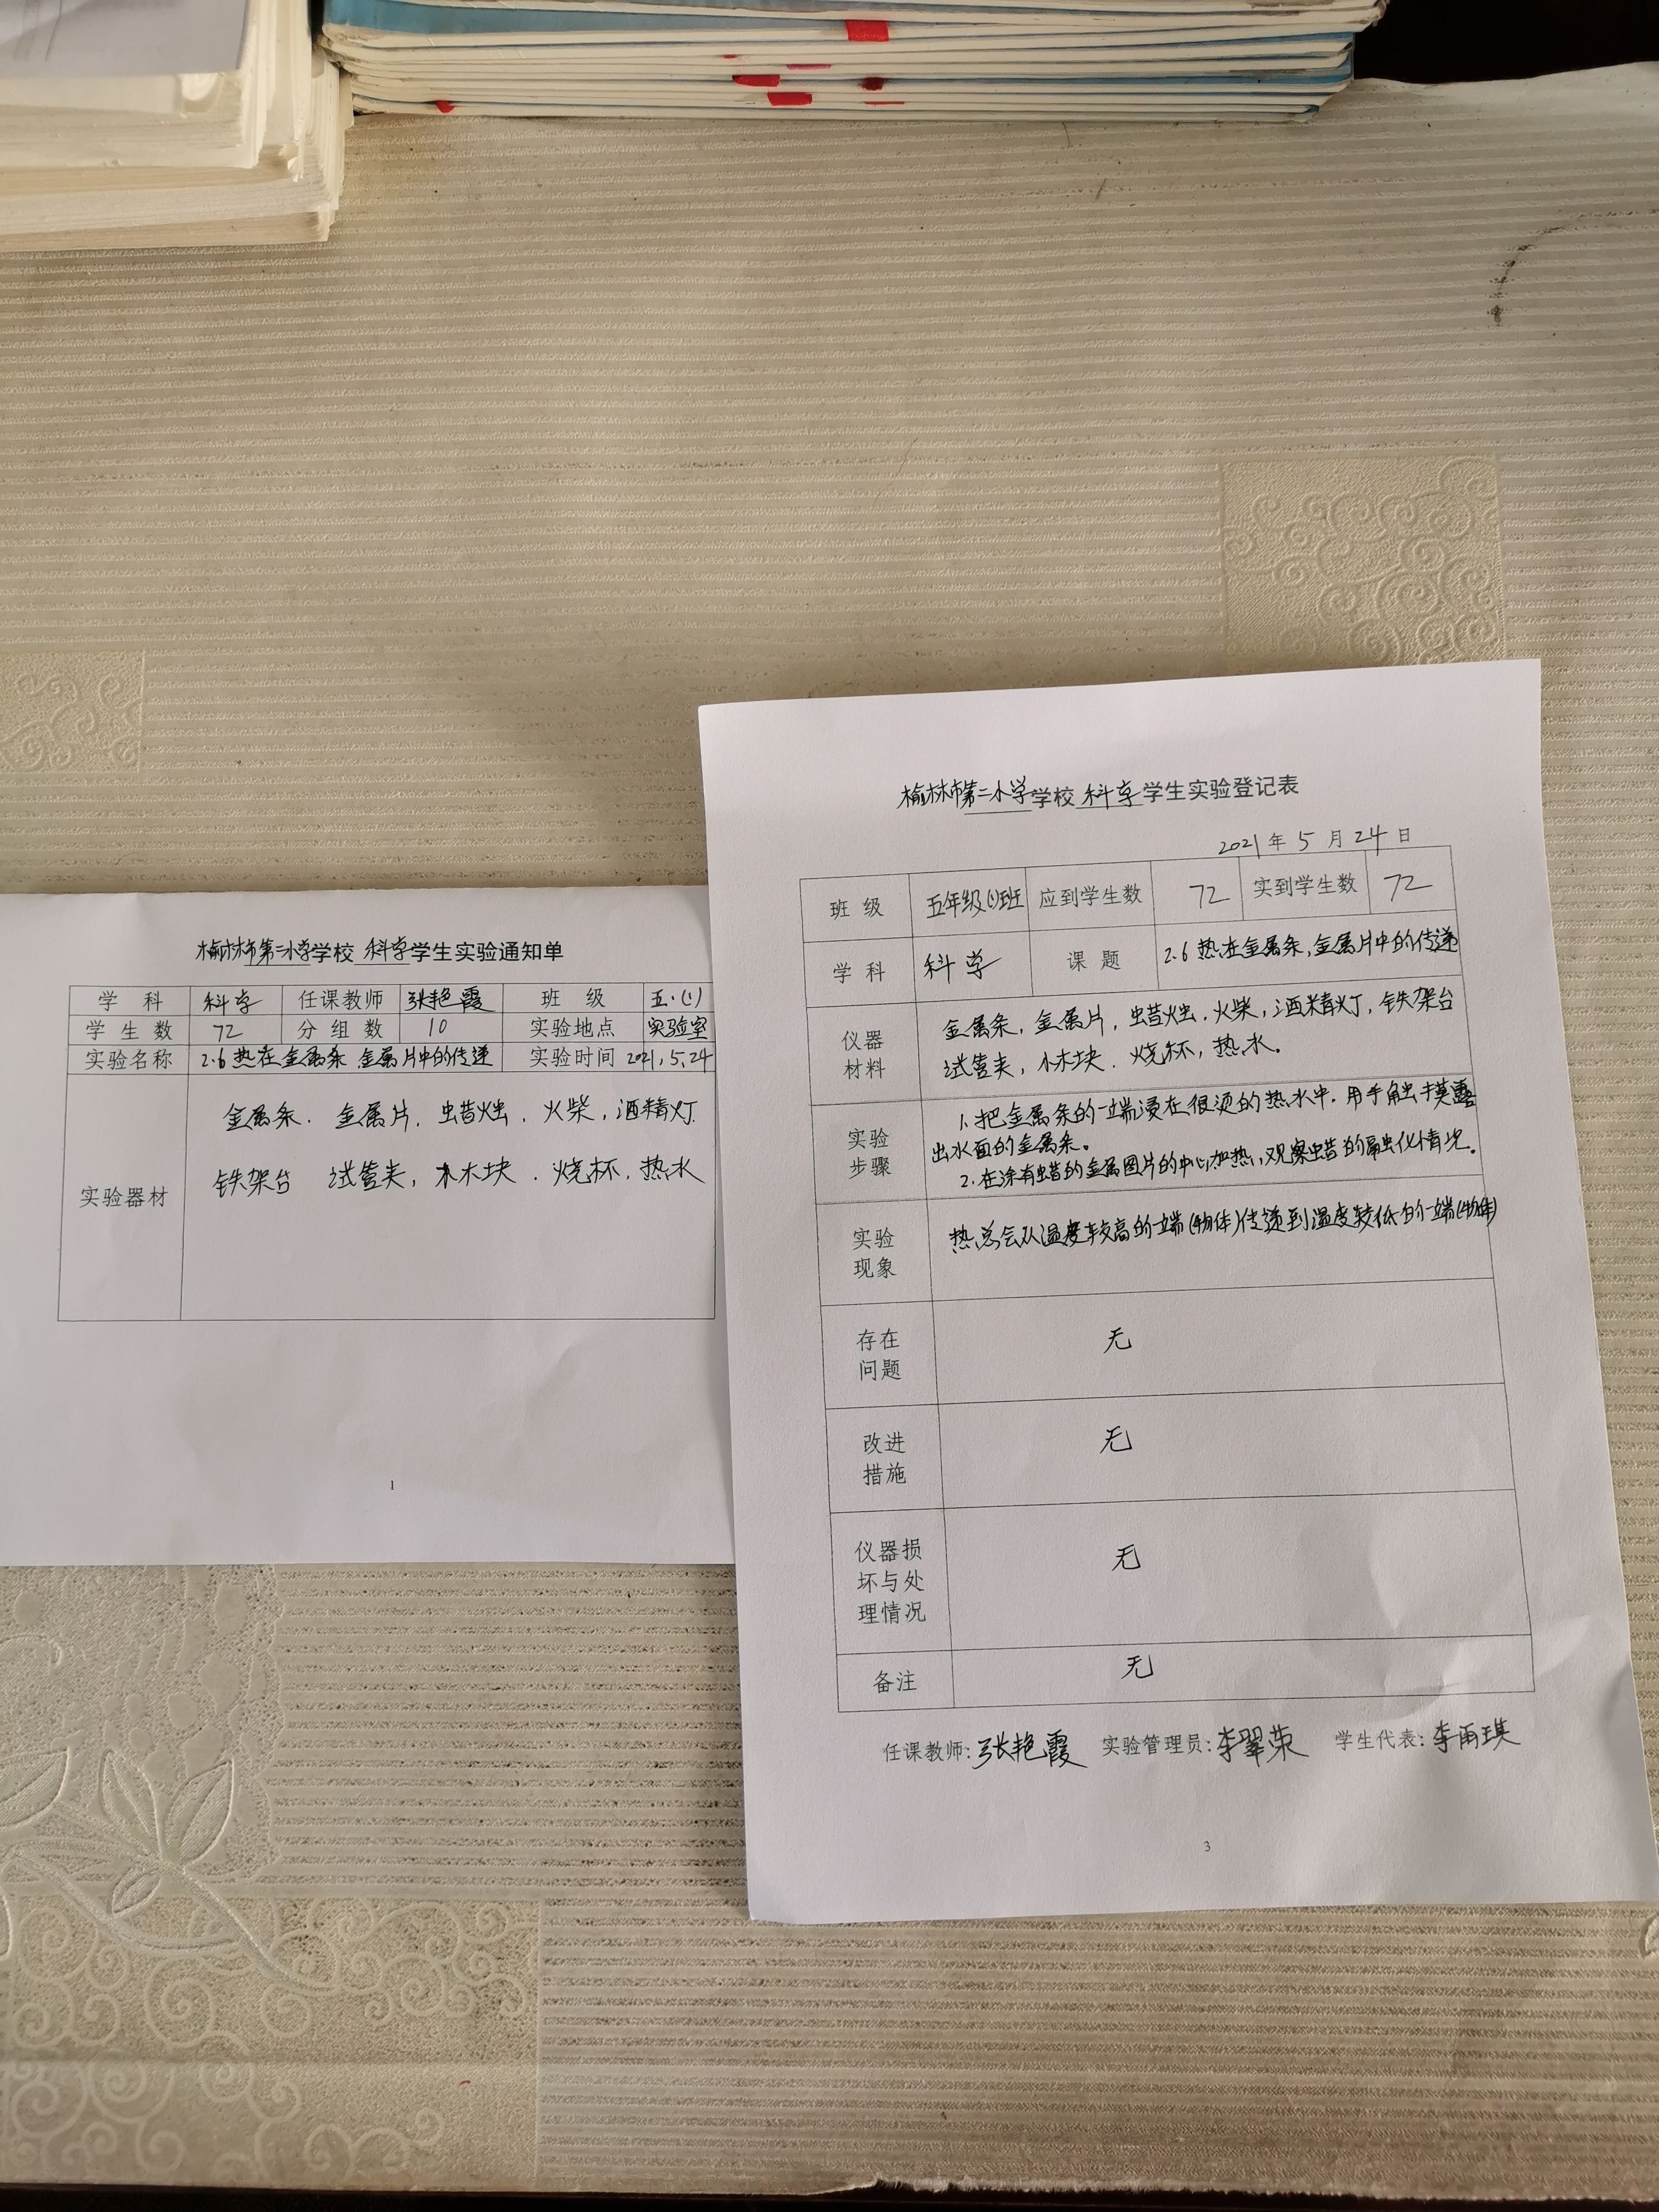 榆林市第二小学学校 科学 学生实验通知单
学 科 科学 任课教师 张艳霞 班 级 五.(1)
学 生 数 72 分 组 数 10 实验地点 实验室
实验名称 2.6热在金属条 金属片中的传递 实验时间 2021,5,24
金属条. 金属片. 蜡烛. 火柴, 酒精灯.
铁架台 试管夹, 木块. 烧杯. 热水
实验器材
1
榆林市第二小学学校 科学 学生实验登记表
2021 年 5 月 24 日
班 级 五年级(1)班 应到学生数 72 实到学生数 72
学 科 科学 课 题 2.6热在金属条,金属片中的传递
仪器
材料
金属条, 金属片, 蜡烛. 火柴, 酒精灯, 铁架台
试管夹, 木块. 烧杯, 热水。
实验
步骤
1. 把金属条的一端浸在很烫的热水中. 用手触摸露
出水面的金属条。
2. 在涂有蜡的金属圆片的中心加热, 观察蜡的融化情况。
实验
现象
热总会从温度较高的一端(物体)传递到温度较低的一端(物体)
存在
问题
无
改进
措施
无
仪器损
坏与处
理情况
无
备注 无
任课教师: 张艳霞 实验管理员: 李翠荣 学生代表: 李雨琪
3